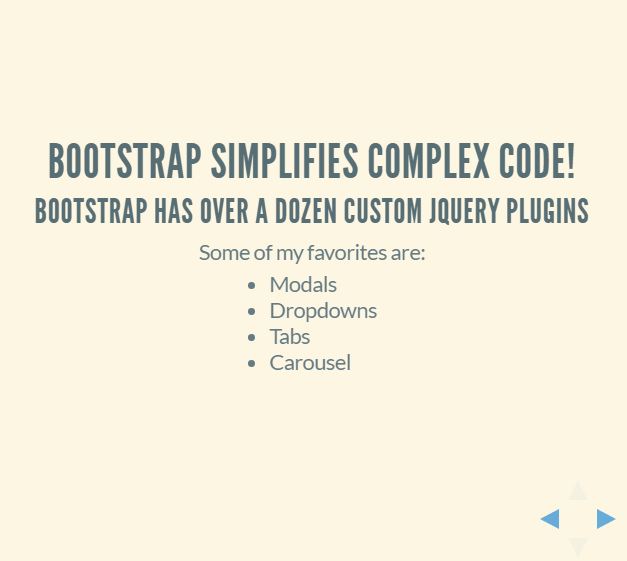 BOOTSTRAP SIMPLIFIES COMPLEX CODE!
BOOTSTRAP HAS OVER A DOZEN CUSTOM JQUERY PLUGINS
Some of my favorites are:
• Modals
• Dropdowns
• Tabs
• Carousel